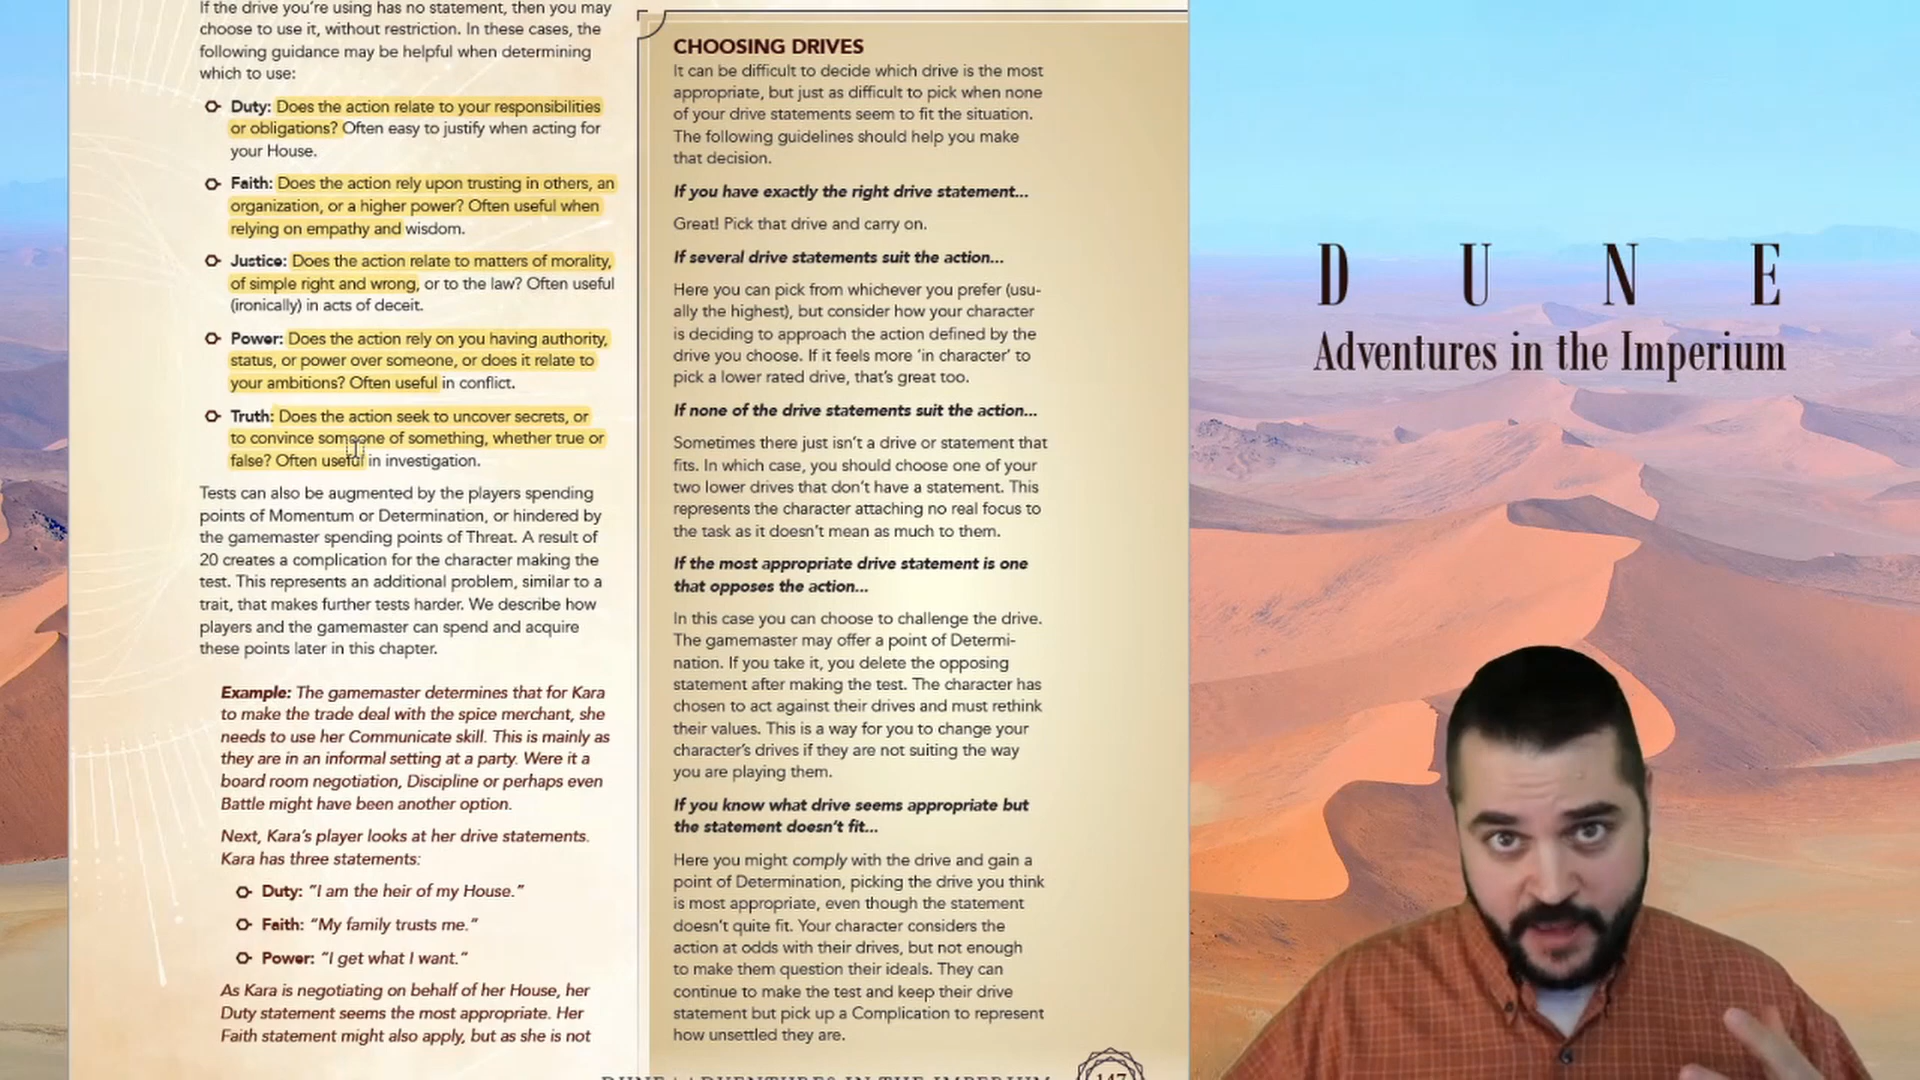 If the drive you're using has no statement, then you may
choose to use it, without restriction. In these cases, the
following guidance may be helpful when determining
which to use:
Duty: Does the action relate to your responsibilities
or obligations? Often easy to justify when acting for
your House.
Faith: Does the action rely upon trusting in others, an
organization, or a higher power? Often useful when
relying on empathy and wisdom.
Justice: Does the action relate to matters of morality,
of simple right and wrong, or to the law? Often useful
(ironically) in acts of deceit.
Power: Does the action rely on you having authority,
status, or power over someone, or does it relate to
your ambitions? Often useful in conflict.
Truth: Does the action seek to uncover secrets, or
to convince someone of something, whether true or
false? Often useful in investigation.
Tests can also be augmented by the players spending
points of Momentum or Determination, or hindered by
the gamemaster spending points of Threat. A result of
20 creates a complication for the character making the
test. This represents an additional problem, similar to a
trait, that makes further tests harder. We describe how
players and the gamemaster can spend and acquire
these points later in this chapter.
Example: The gamemaster determines that for Kara
to make the trade deal with the spice merchant, she
needs to use her Communicate skill. This is mainly as
they are in an informal setting at a party. Were it a
board room negotiation, Discipline or perhaps even
Battle might have been another option.
Next, Kara's player looks at her drive statements.
Kara has three statements:
Duty: "I am the heir of my House."
Faith: "My family trusts me."
Power: "I get what I want."
As Kara is negotiating on behalf of her House, her
Duty statement seems the most appropriate. Her
Faith statement might also apply, but as she is not
CHOOSING DRIVES
It can be difficult to decide which drive is the most
appropriate, but just as difficult to pick when none
of your drive statements seem to fit the situation.
The following guidelines should help you make
that decision.
If you have exactly the right drive statement...
Great! Pick that drive and carry on.
If several drive statements suit the action...
Here you can pick from whichever you prefer (usu-
ally the highest), but consider how your character
is deciding to approach the action defined by the
drive you choose. If it feels more 'in character' to
pick a lower rated drive, that's great too.
If none of the drive statements suit the action...
Sometimes there just isn't a drive or statement that
fits. In which case, you should choose one of your
two lower drives that don't have a statement. This
represents the character attaching no real focus to
the task as it doesn't mean as much to them.
If the most appropriate drive statement is one
that opposes the action...
In this case you can choose to challenge the drive.
The gamemaster may offer a point of Determi-
nation. If you take it, you delete the opposing
statement after making the test. The character has
chosen to act against their drives and must rethink
their values. This is a way for you to change your
character's drives if they are not suiting the way
you are playing them.
If you know what drive seems appropriate but
the statement doesn't fit...
Here you might comply with the drive and gain a
point of Determination, picking the drive you think
is most appropriate, even though the statement
doesn't quite fit. Your character considers the
action at odds with their drives, but not enough
to make them question their ideals. They can
continue to make the test and keep their drive
statement but pick up a Complication to represent
how unsettled they are.
DUNE: ADVENTURES IN THE IMPERIUM
147
DUNE
Adventures in the Imperium